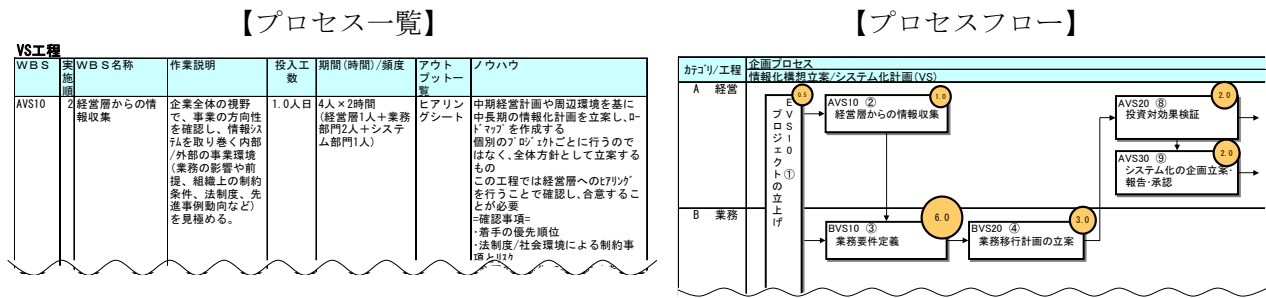 【プロセス一覧】
VS工程
WBS
実施順
WBS名称
作業説明
投入工数
期間(時間)/頻度
アウトプット一覧
ノウハウ
AVS10
2
経営層からの情
報収集
企業全体の視野
で、事業の方向性
を確認し、情報ｼｽ
ﾃﾑを取り巻く内部
/外部の事業環境
(業務の影響や前
提、組織上の制約
条件、法制度、先
進事例動向など)
を見極める。
1.0人日
4人×2時間
(経営層1人＋業務
部門2人＋システ
ム部門1人)
ヒアリン
グシート
中期経営計画や周辺環境を基に
中長期の情報化計画を立案し、ﾛｰ
ﾄﾞﾏｯﾌﾟを作成する
個別のﾌﾟﾛｼﾞｪｸﾄごとに行うので
はなく、全体方針として立案する
もの
この工程では経営層へのﾋｱﾘﾝｸﾞ
を行うことで確認し、合意するこ
とが必要
=確認事項=
・着手の優先順位
・法制度/社会環境による制約事
項とﾘｽｸ
【プロセスフロー】
ｶﾃｺﾞﾘ/工程
企画プロセス
情報化構想立案/システム化計画(VS)
A 経営
B 業務
EVS10 ①
プロジェクトの立上げ
0.5
AVS10 ②
経営層からの情報収集
1.0
AVS20 ⑧
投資対効果検証
2.0
AVS30 ⑨
システム化の企画立案・
報告・承認
2.0
BVS10 ③
業務要件定義
6.0
BVS20 ④
業務移行計画の立案
3.0